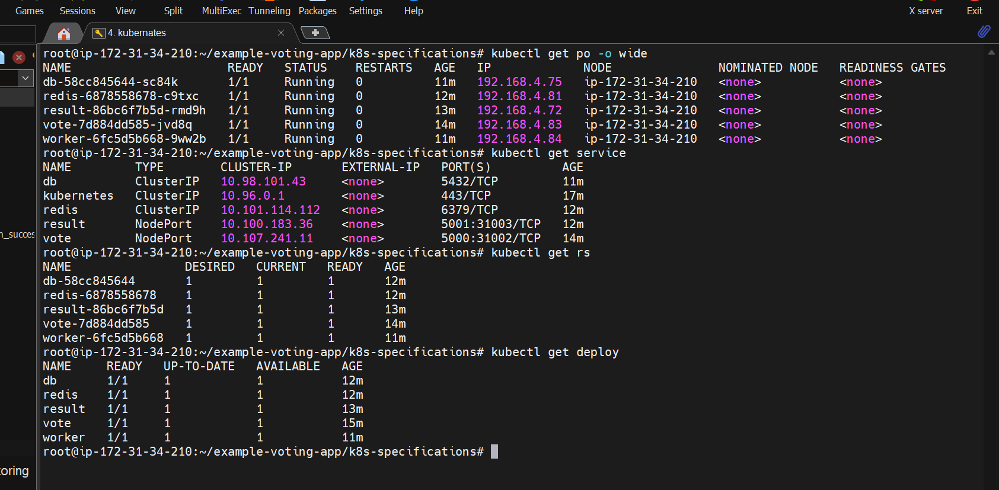 Games Sessions View Split MultiExec Tunneling Packages Settings Help X server Exit
4. kubernates
root@ip-172-31-34-210:~/example-voting-app/k8s-specifications# kubectl get po -o wide
NAME READY STATUS RESTARTS AGE IP NODE NOMINATED NODE READINESS GATES
db-58cc845644-sc84k 1/1 Running 0 11m 192.168.4.75 ip-172-31-34-210 <none> <none>
redis-6878558678-c9txc 1/1 Running 0 12m 192.168.4.81 ip-172-31-34-210 <none> <none>
result-86bc6f7b5d-rmd9h 1/1 Running 0 13m 192.168.4.72 ip-172-31-34-210 <none> <none>
vote-7d884dd585-jvd8q 1/1 Running 0 14m 192.168.4.83 ip-172-31-34-210 <none> <none>
worker-6fc5d5b668-9ww2b 1/1 Running 0 11m 192.168.4.84 ip-172-31-34-210 <none> <none>
root@ip-172-31-34-210:~/example-voting-app/k8s-specifications# kubectl get service
NAME TYPE CLUSTER-IP EXTERNAL-IP PORT(S) AGE
db ClusterIP 10.98.101.43 <none> 5432/TCP 11m
kubernetes ClusterIP 10.96.0.1 <none> 443/TCP 17m
redis ClusterIP 10.101.114.112 <none> 6379/TCP 12m
result NodePort 10.100.183.36 <none> 5001:31003/TCP 12m
vote NodePort 10.107.241.11 <none> 5000:31002/TCP 14m
root@ip-172-31-34-210:~/example-voting-app/k8s-specifications# kubectl get rs
NAME DESIRED CURRENT READY AGE
db-58cc845644 1 1 1 12m
redis-6878558678 1 1 1 12m
result-86bc6f7b5d 1 1 1 13m
vote-7d884dd585 1 1 1 14m
worker-6fc5d5b668 1 1 1 11m
root@ip-172-31-34-210:~/example-voting-app/k8s-specifications# kubectl get deploy
NAME READY UP-TO-DATE AVAILABLE AGE
db 1/1 1 1 12m
redis 1/1 1 1 12m
result 1/1 1 1 13m
vote 1/1 1 1 15m
worker 1/1 1 1 11m
root@ip-172-31-34-210:~/example-voting-app/k8s-specifications#